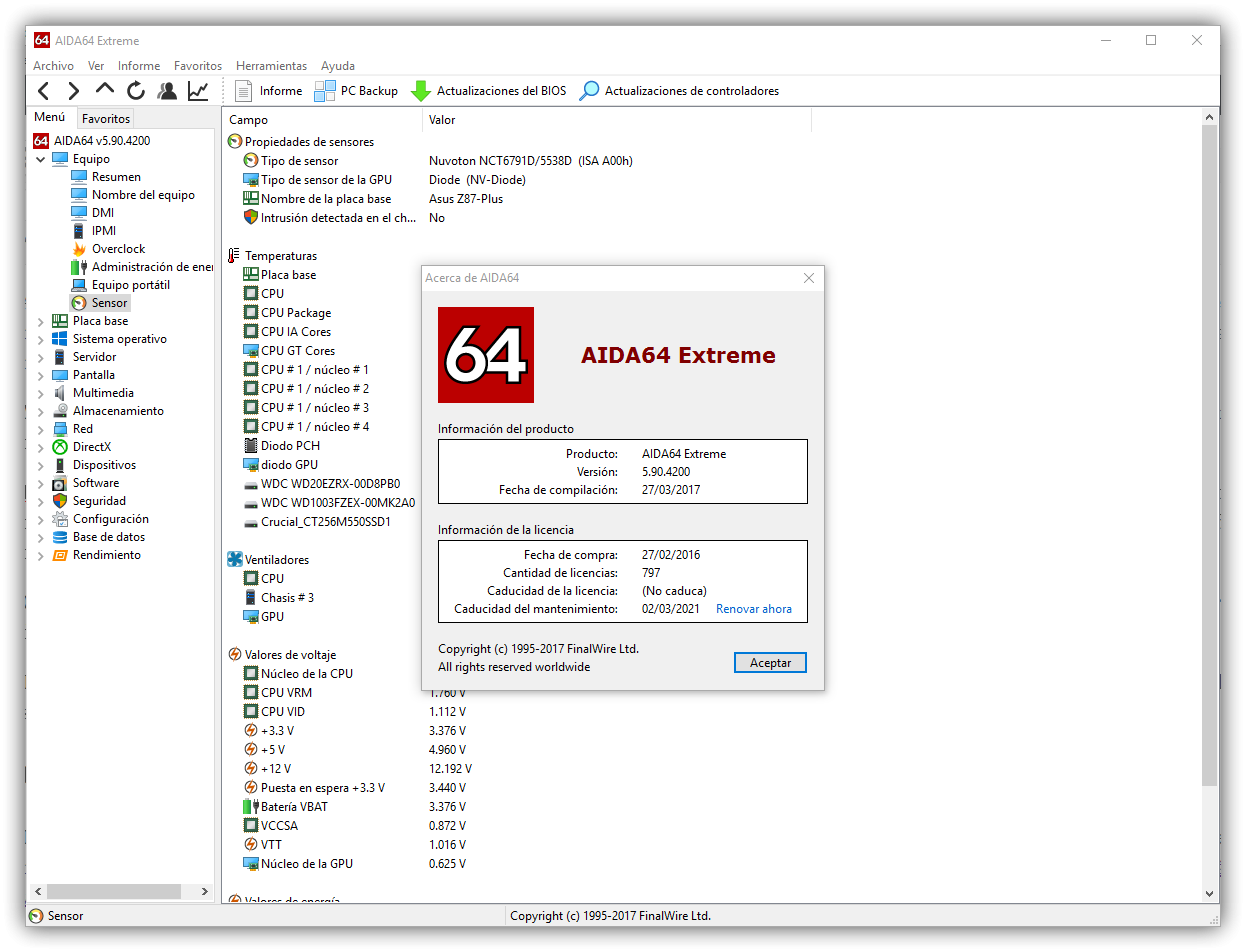 64 AIDA64 Extreme
Archivo Ver Informe Favoritos Herramientas Ayuda
Informe PC Backup Actualizaciones del BIOS Actualizaciones de controladores
Menú Favoritos
64 AIDA64 v5.90.4200
Equipo
Resumen
Nombre del equipo
DMI
IPMI
Overclock
Administración de ener
Equipo portátil
Sensor
Placa base
Sistema operativo
Servidor
Pantalla
Multimedia
Almacenamiento
Red
DirectX
Dispositivos
Software
Seguridad
Configuración
Base de datos
Rendimiento
Campo Valor
Propiedades de sensores
Tipo de sensor Nuvoton NCT6791D/5538D (ISA A00h)
Tipo de sensor de la GPU Diode (NV-Diode)
Nombre de la placa base Asus Z87-Plus
Intrusión detectada en el ch... No
Temperaturas
Placa base
CPU
CPU Package
CPU IA Cores
CPU GT Cores
CPU # 1 / núcleo # 1
CPU # 1 / núcleo # 2
CPU # 1 / núcleo # 3
CPU # 1 / núcleo # 4
Diodo PCH
diodo GPU
WDC WD20EZRX-00D8PB0
WDC WD1003FZEX-00MK2A0
Crucial_CT256M550SSD1
Ventiladores
CPU
Chasis # 3
GPU
Valores de voltaje
Núcleo de la CPU
CPU VRM 1.760 V
CPU VID 1.112 V
+3.3 V 3.376 V
+5 V 4.960 V
+12 V 12.192 V
Puesta en espera +3.3 V 3.440 V
Batería VBAT 3.376 V
VCCSA 0.872 V
VTT 1.016 V
Núcleo de la GPU 0.625 V
Valores de energía
Acerca de AIDA64
64
AIDA64 Extreme
Información del producto
Producto: AIDA64 Extreme
Versión: 5.90.4200
Fecha de compilación: 27/03/2017
Información de la licencia
Fecha de compra: 27/02/2016
Cantidad de licencias: 797
Caducidad de la licencia: (No caduca)
Caducidad del mantenimiento: 02/03/2021 Renovar ahora
Copyright (c) 1995-2017 FinalWire Ltd.
All rights reserved worldwide
Aceptar
Sensor Copyright (c) 1995-2017 FinalWire Ltd.